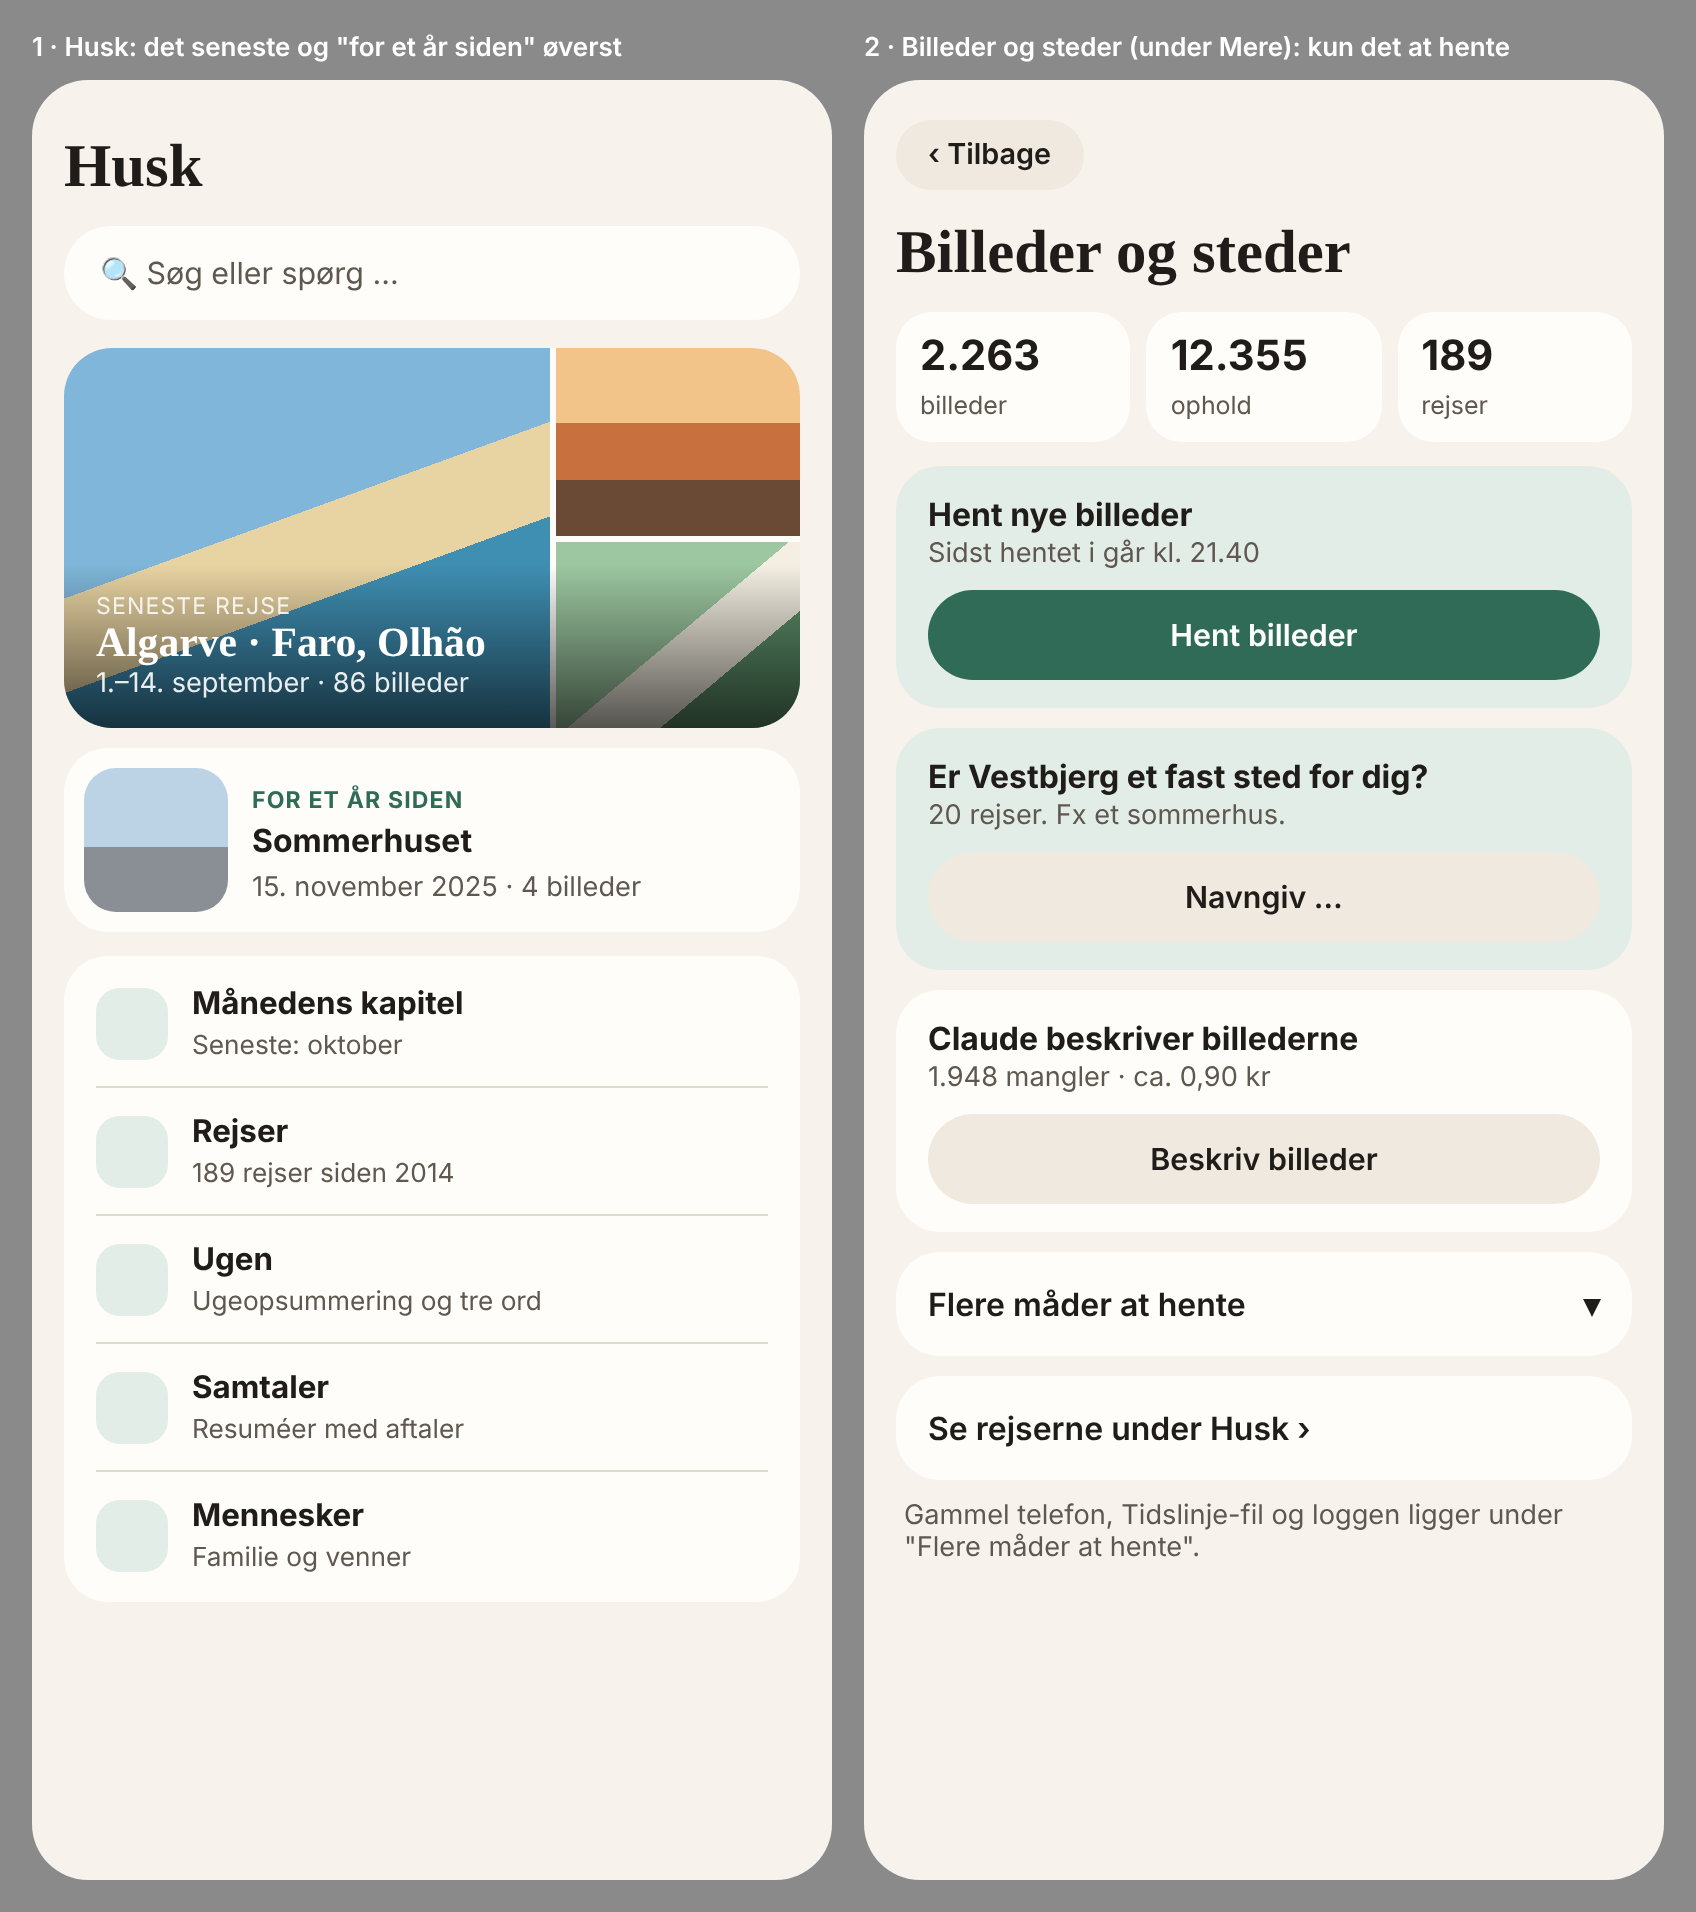 1 · Husk: det seneste og "for et år siden" øverst
Husk
🔍 Søg eller spørg ...
SENESTE REJSE
Algarve · Faro, Olhão
1.–14. september · 86 billeder
FOR ET ÅR SIDEN
Sommerhuset
15. november 2025 · 4 billeder
Månedens kapitel
Seneste: oktober
Rejser
189 rejser siden 2014
Ugen
Ugeopsummering og tre ord
Samtaler
Resuméer med aftaler
Mennesker
Familie og venner
2 · Billeder og steder (under Mere): kun det at hente
‹ Tilbage
Billeder og steder
2.263
billeder
12.355
ophold
189
rejser
Hent nye billeder
Sidst hentet i går kl. 21.40
Hent billeder
Er Vestbjerg et fast sted for dig?
20 rejser. Fx et sommerhus.
Navngiv ...
Claude beskriver billederne
1.948 mangler · ca. 0,90 kr
Beskriv billeder
Flere måder at hente ▾
Se rejserne under Husk ›
Gammel telefon, Tidslinje-fil og loggen ligger under
"Flere måder at hente".